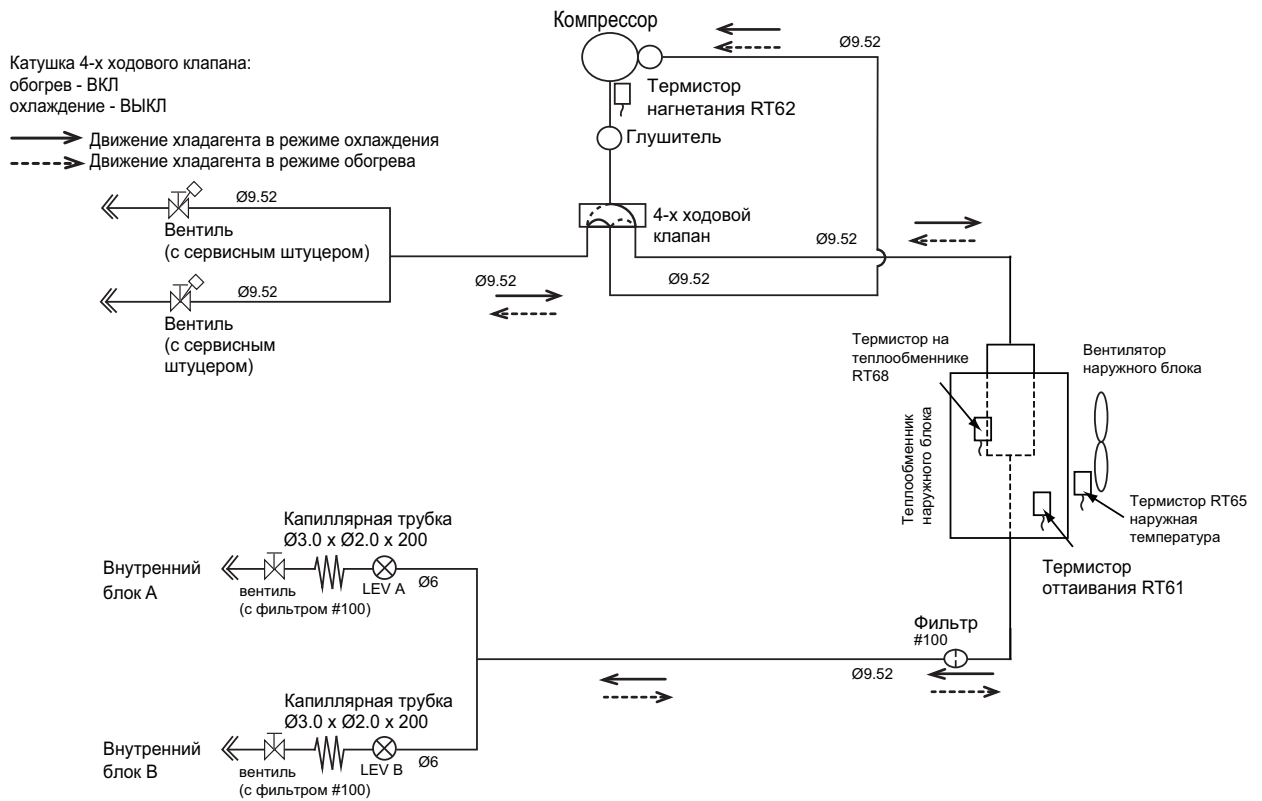 Компрессор
Ø9.52
Катушка 4-х ходового клапана:
обогрев - ВКЛ
охлаждение - ВЫКЛ
Термистор
нагнетания RT62
Движение хладагента в режиме охлаждения
Движение хладагента в режиме обогрева
Глушитель
Ø9.52
Вентиль
(с сервисным штуцером)
4-х ходовой
клапан
Ø9.52
Ø9.52
Ø9.52
Ø9.52
Вентиль
(с сервисным
штуцером)
Термистор на
теплообменнике
RT68
Вентилятор
наружного блока
Теплообменник
наружного блока
Термистор RT65
наружная
температура
Термистор
оттаивания RT61
Капиллярная трубка
Ø3.0 x Ø2.0 x 200
Внутренний
блок A
вентиль
(с фильтром #100)
LEV A
Ø6
Фильтр
#100
Ø9.52
Капиллярная трубка
Ø3.0 x Ø2.0 x 200
Внутренний
блок B
вентиль
(с фильтром #100)
LEV B
Ø6